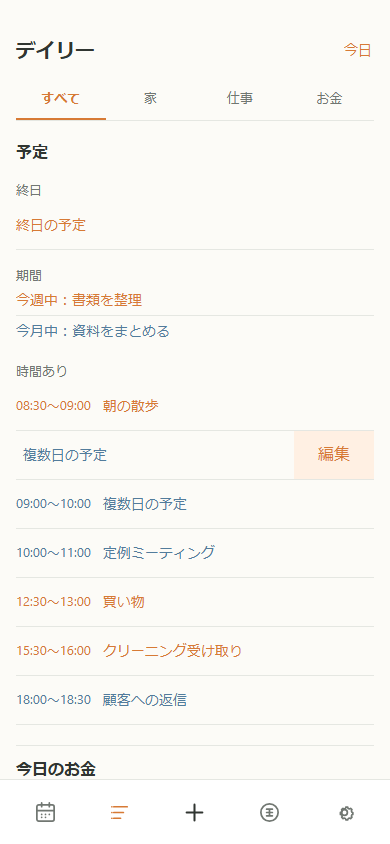 デイリー
今日
すべて
家
仕事
お金
予定
終日
終日の予定
期間
今週中：書類を整理
今月中：資料をまとめる
時間あり
08:30〜09:00 朝の散歩
複数日の予定
編集
09:00〜10:00 複数日の予定
10:00〜11:00 定例ミーティング
12:30〜13:00 買い物
15:30〜16:00 クリーニング受け取り
18:00〜18:30 顧客への返信
今日のお金